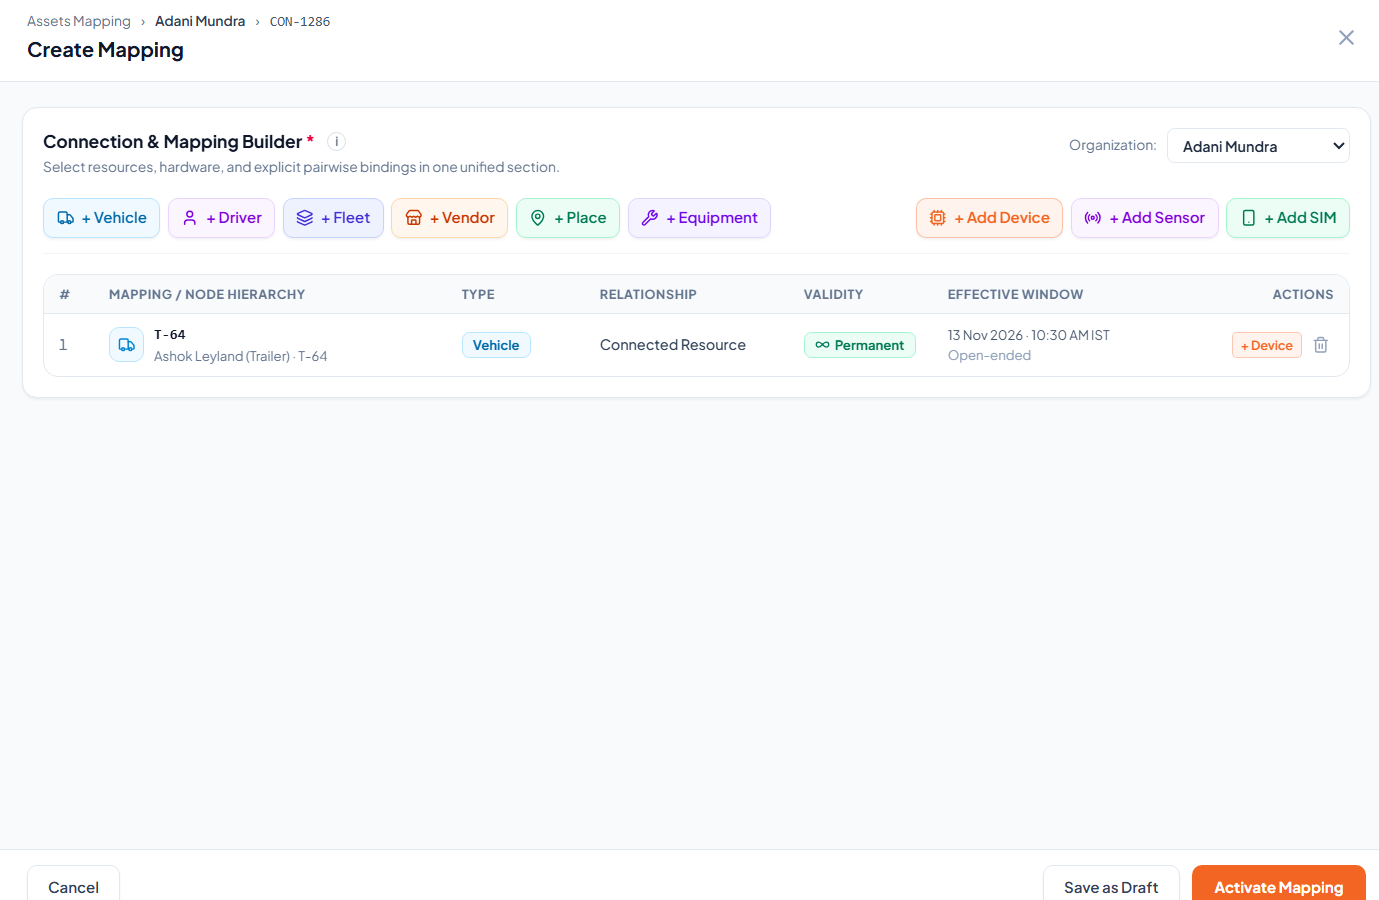 Assets Mapping › Adani Mundra › CON-1286
Create Mapping
Connection & Mapping Builder * i
Organization: Adani Mundra
Select resources, hardware, and explicit pairwise bindings in one unified section.
+ Vehicle + Driver + Fleet + Vendor + Place + Equipment + Add Device + Add Sensor + Add SIM
# MAPPING / NODE HIERARCHY TYPE RELATIONSHIP VALIDITY EFFECTIVE WINDOW ACTIONS
1 T-64 Vehicle Connected Resource Permanent 13 Nov 2026 · 10:30 AM IST + Device
Ashok Leyland (Trailer) · T-64 Open-ended
Cancel Save as Draft Activate Mapping